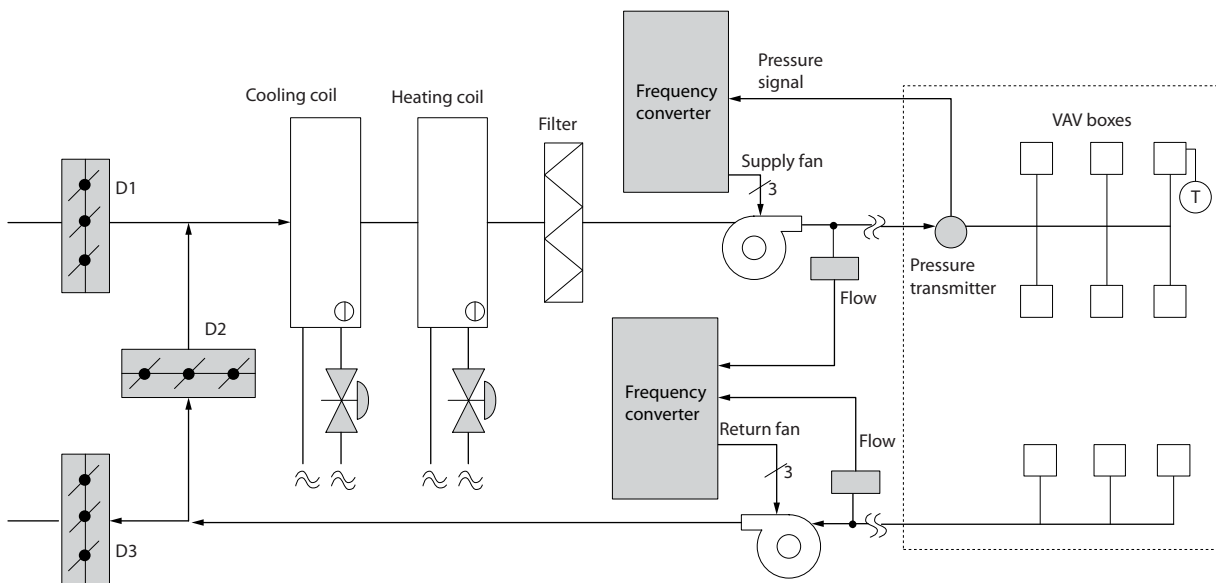 Cooling coil
Heating coil
Filter
Frequency
converter
Pressure
signal
VAV boxes
D1
Supply fan
3
T
Pressure
transmitter
Flow
D2
Frequency
converter
Return fan
3
Flow
D3